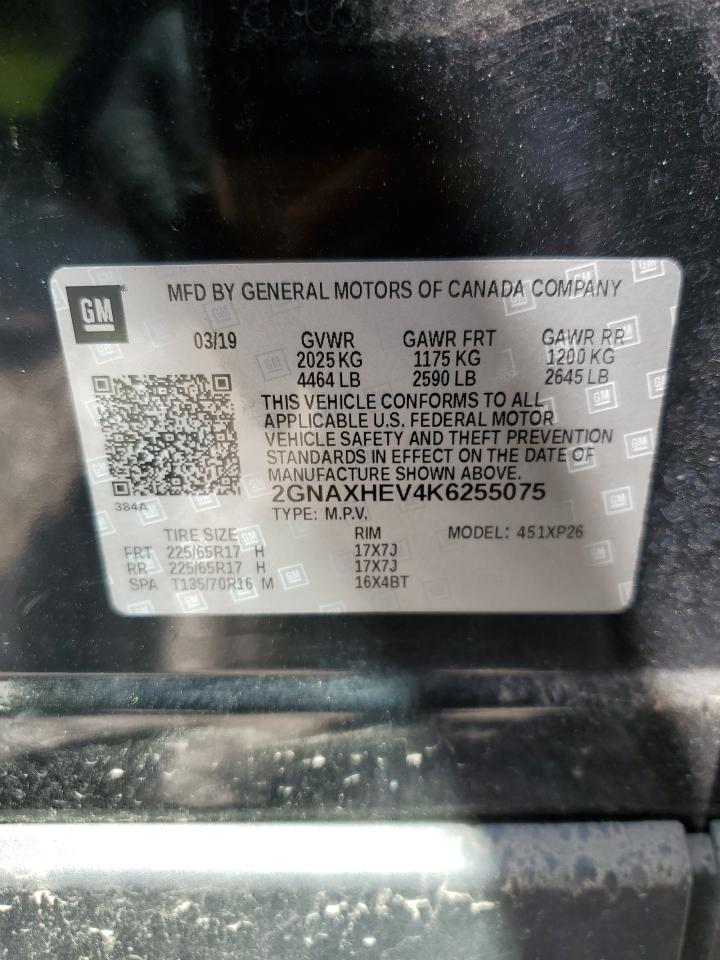 GM
MFD BY GENERAL MOTORS OF CANADA COMPANY
03/19 GVWR GAWR FRT GAWR RR
2025 KG 1175 KG 1200 KG
4464 LB 2590 LB 2645 LB
THIS VEHICLE CONFORMS TO ALL
APPLICABLE U.S. FEDERAL MOTOR
VEHICLE SAFETY AND THEFT PREVENTION
STANDARDS IN EFFECT ON THE DATE OF
MANUFACTURE SHOWN ABOVE.
384A
2GNAXHEV4K6255075
TYPE: M.P.V.
TIRE SIZE RIM MODEL: 451XP26
FRT 225/65R17 H 17X7J
RR 225/65R17 H 17X7J
SPA T135/70R16 M 16X4BT